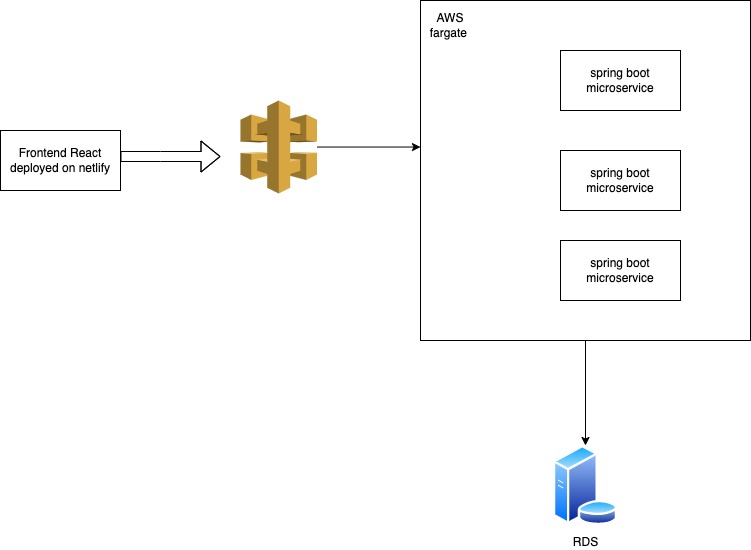 AWS
fargate
spring boot
microservice
Frontend React
deployed on netlify
spring boot
microservice
spring boot
microservice
RDS